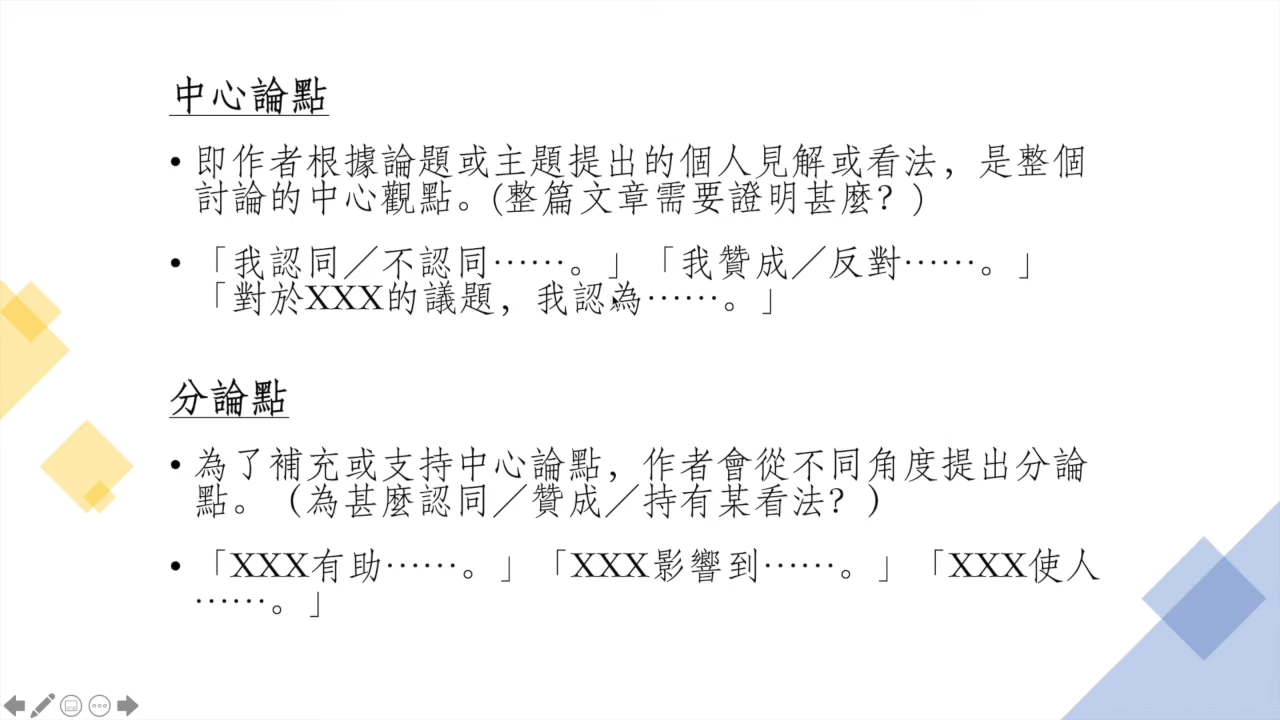 中心論點
• 即作者根據論題或主題提出的個人見解或看法，是整個
討論的中心觀點。(整篇文章需要證明甚麼？)
• 「我認同／不認同……。」「我贊成／反對……。」
「對於XXX的議題，我認為……。」
分論點
• 為了補充或支持中心論點，作者會從不同角度提出分論
點。（為甚麼認同／贊成／持有某看法？）
• 「XXX有助……。」「XXX影響到……。」「XXX使人
……。」